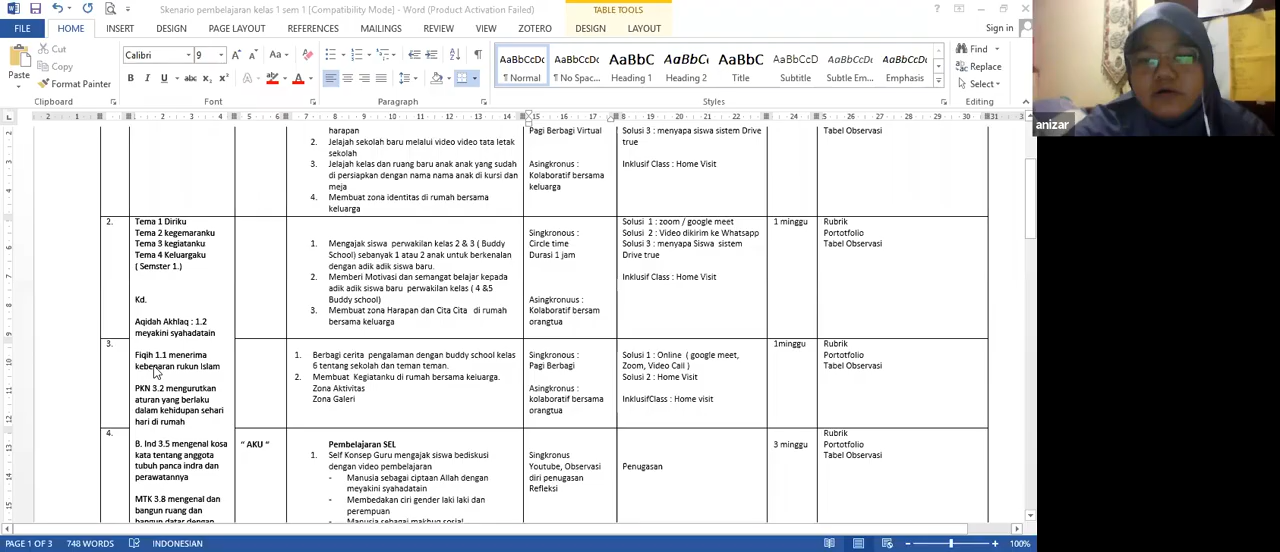 Skenario pembelajaran kelas 1 sem 1 [Compatibility Mode] - Word (Product Activation Failed)
TABLE TOOLS
FILE HOME INSERT DESIGN PAGE LAYOUT REFERENCES MAILINGS REVIEW VIEW ZOTERO DESIGN LAYOUT Sign in
Paste
Cut
Copy
Format Painter
Clipboard
Calibri 9
Font
Paragraph
AaBbCcDc AaBbCcDc AaBbC AaBbCc AaBbC AaBbCcD AaBbCcDc AaBbCcDc
¶ Normal ¶ No Spac... Heading 1 Heading 2 Title Subtitle Subtle Em... Emphasis
Styles
Find
Replace
Select
Editing
anizar
harapan
2. Jelajah sekolah baru melalui video video tata letak
sekolah
3. Jelajah kelas dan ruang baru anak anak yang sudah
di persiapkan dengan nama nama anak di kursi dan
meja
4. Membuat zona identitas di rumah bersama
keluarga
Pagi Berbagi Virtual
Asingkronus :
Kolaboratif bersama
keluarga
Solusi 3 : menyapa siswa sistem Drive
true
Inklusif Class : Home Visit
Tabel Observasi
2.
Tema 1 Diriku
Tema 2 kegemaranku
Tema 3 kegiatanku
Tema 4 Keluargaku
( Semster 1.)
Kd.
Aqidah Akhlaq : 1.2
meyakini syahadatain
1. Mengajak siswa perwakilan kelas 2 & 3 ( Buddy
School) sebanyak 1 atau 2 anak untuk berkenalan
dengan adik adik siswa baru.
2. Memberi Motivasi dan semangat belajar kepada
adik adik siswa baru perwakilan kelas ( 4 &5
Buddy school)
3. Membuat zona Harapan dan Cita Cita di rumah
bersama keluarga
Singkronus :
Circle time
Durasi 1 jam
Asingkronuus :
Kolaboratif bersam
orangtua
Solusi 1 : zoom / google meet
Solusi 2 : Video dikirim ke Whatsapp
Solusi 3 : menyapa Siswa sistem
Drive true
Inklusif Class : Home Visit
1 minggu
Rubrik
Portotfolio
Tabel Observasi
3.
Fiqih 1.1 menerima
kebenaran rukun Islam
PKN 3.2 mengurutkan
aturan yang berlaku
dalam kehidupan sehari
hari di rumah
1. Berbagi cerita pengalaman dengan buddy school kelas
6 tentang sekolah dan teman teman.
2. Membuat Kegiatanku di rumah bersama keluarga.
Zona Aktivitas
Zona Galeri
Singkronus :
Pagi Berbagi
Asingkronus :
kolaboratif bersama
orangtua
Solusi 1 : Online ( google meet,
Zoom, Video Call )
Solusi 2 : Home Visit
InklusifClass : Home visit
1minggu
Rubrik
Portotfolio
Tabel Observasi
4.
B. Ind 3.5 mengenal kosa
kata tentang anggota
tubuh panca indra dan
perawatannya
MTK 3.8 mengenal dan
bangun ruang dan
bangun datar dengan
" AKU "
Pembelajaran SEL
1. Self Konsep Guru mengajak siswa bediskusi
dengan video pembelajaran
- Manusia sebagai ciptaan Allah dengan
meyakini syahadatain
- Membedakan ciri gender laki laki dan
perempuan
- Manusia sebagai makhuq sosial
Singkronus
Youtube, Observasi
diri penugasan
Refleksi
Penugasan
3 minggu
Rubrik
Portotfolio
Tabel Observasi
PAGE 1 OF 3 748 WORDS INDONESIAN 100%